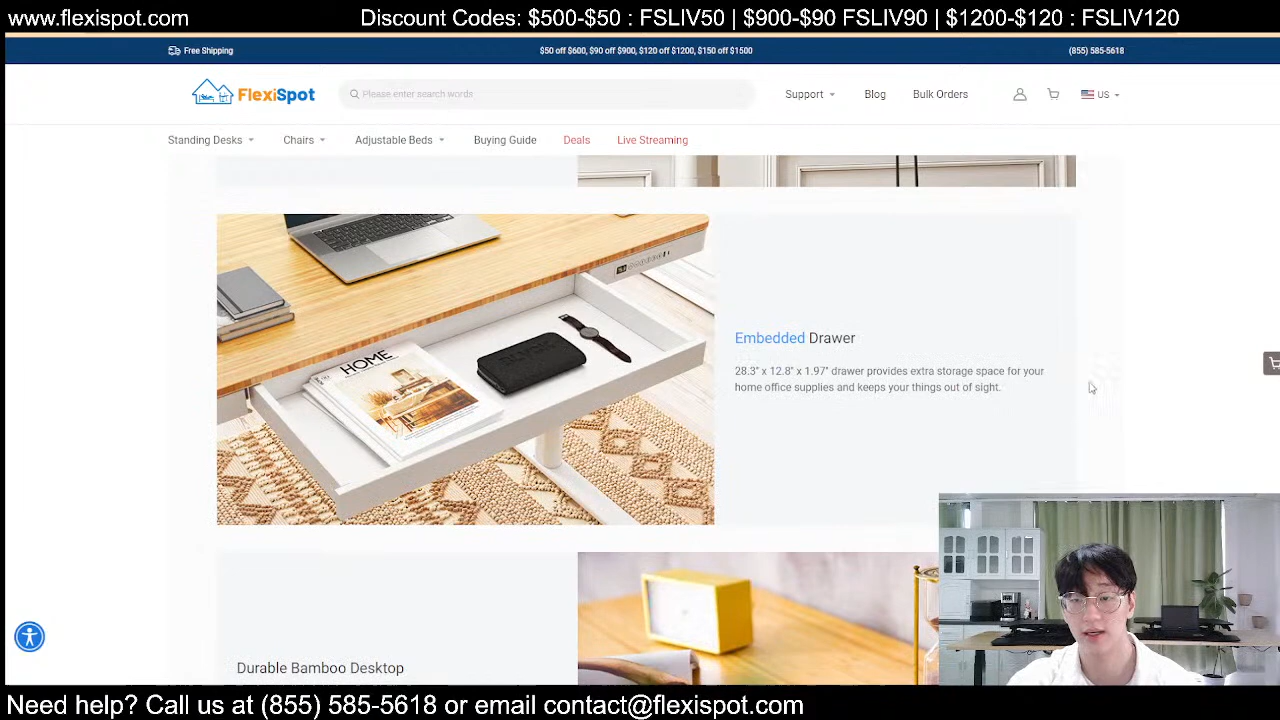 www.flexispot.com
Discount Codes: $500-$50 : FSLIV50 | $900-$90 FSLIV90 | $1200-$120 : FSLIV120
Free Shipping
$50 off $600, $90 off $900, $120 off $1200, $150 off $1500
(855) 585-5618
FlexiSpot
Please enter search words
Support
Blog
Bulk Orders
US
Standing Desks
Chairs
Adjustable Beds
Buying Guide
Deals
Live Streaming
HOME
Embedded Drawer
28.3" x 12.8" x 1.97" drawer provides extra storage space for your
home office supplies and keeps your things out of sight.
Durable Bamboo Desktop
Need help? Call us at (855) 585-5618 or email contact@flexispot.com